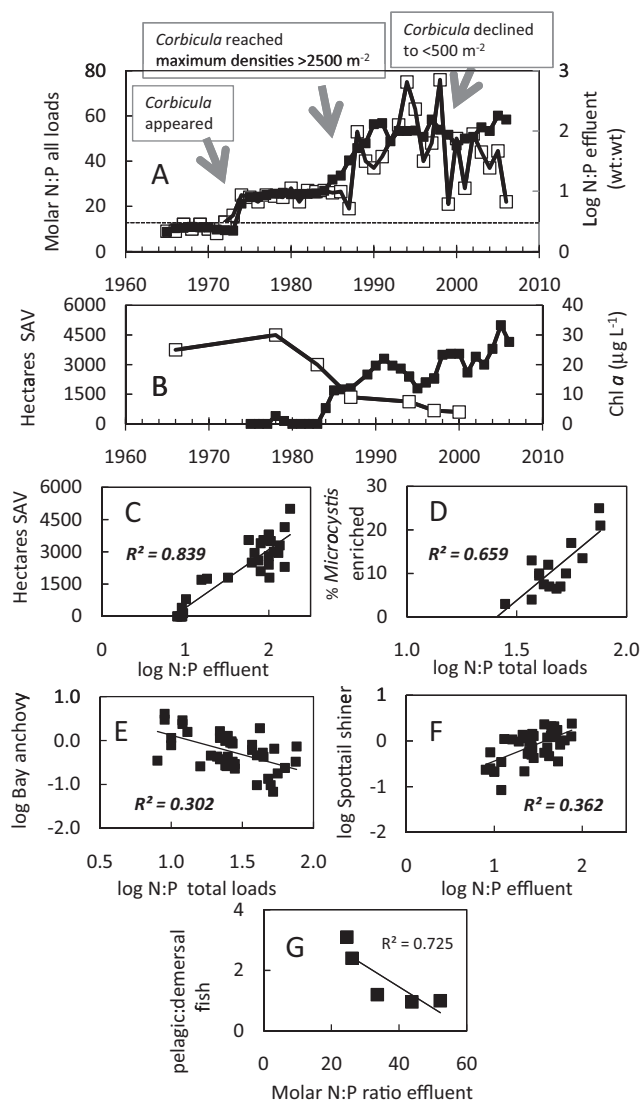 Corbicula declined
to <500 m-2
Corbicula reached
maximum densities >2500 m-2
Corbicula
appeared
A
Molar N:P all loads
80
60
40
20
0
Log N:P effluent
(wt:wt)
3
2
1
0
1960 1970 1980 1990 2000 2010
B
Hectares SAV
6000
4500
3000
1500
0
Chl a (µg L-1)
40
30
20
10
0
1960 1970 1980 1990 2000 2010
C
R² = 0.839
Hectares SAV
6000
4500
3000
1500
0
0 1 2
log N:P effluent
D
R² = 0.659
% Microcystis
enriched
30
20
10
0
1.0 1.5 2.0
log N:P total loads
E
R² = 0.302
log Bay anchovy
1.0
0.0
-1.0
-2.0
0.5 1.0 1.5 2.0
log N:P total loads
F
R² = 0.362
log Spottail shiner
1
0
-1
-2
0 1 2
log N:P effluent
G
R² = 0.725
pelagic:demersal
fish
4
2
0
0 20 40 60
Molar N:P ratio effluent